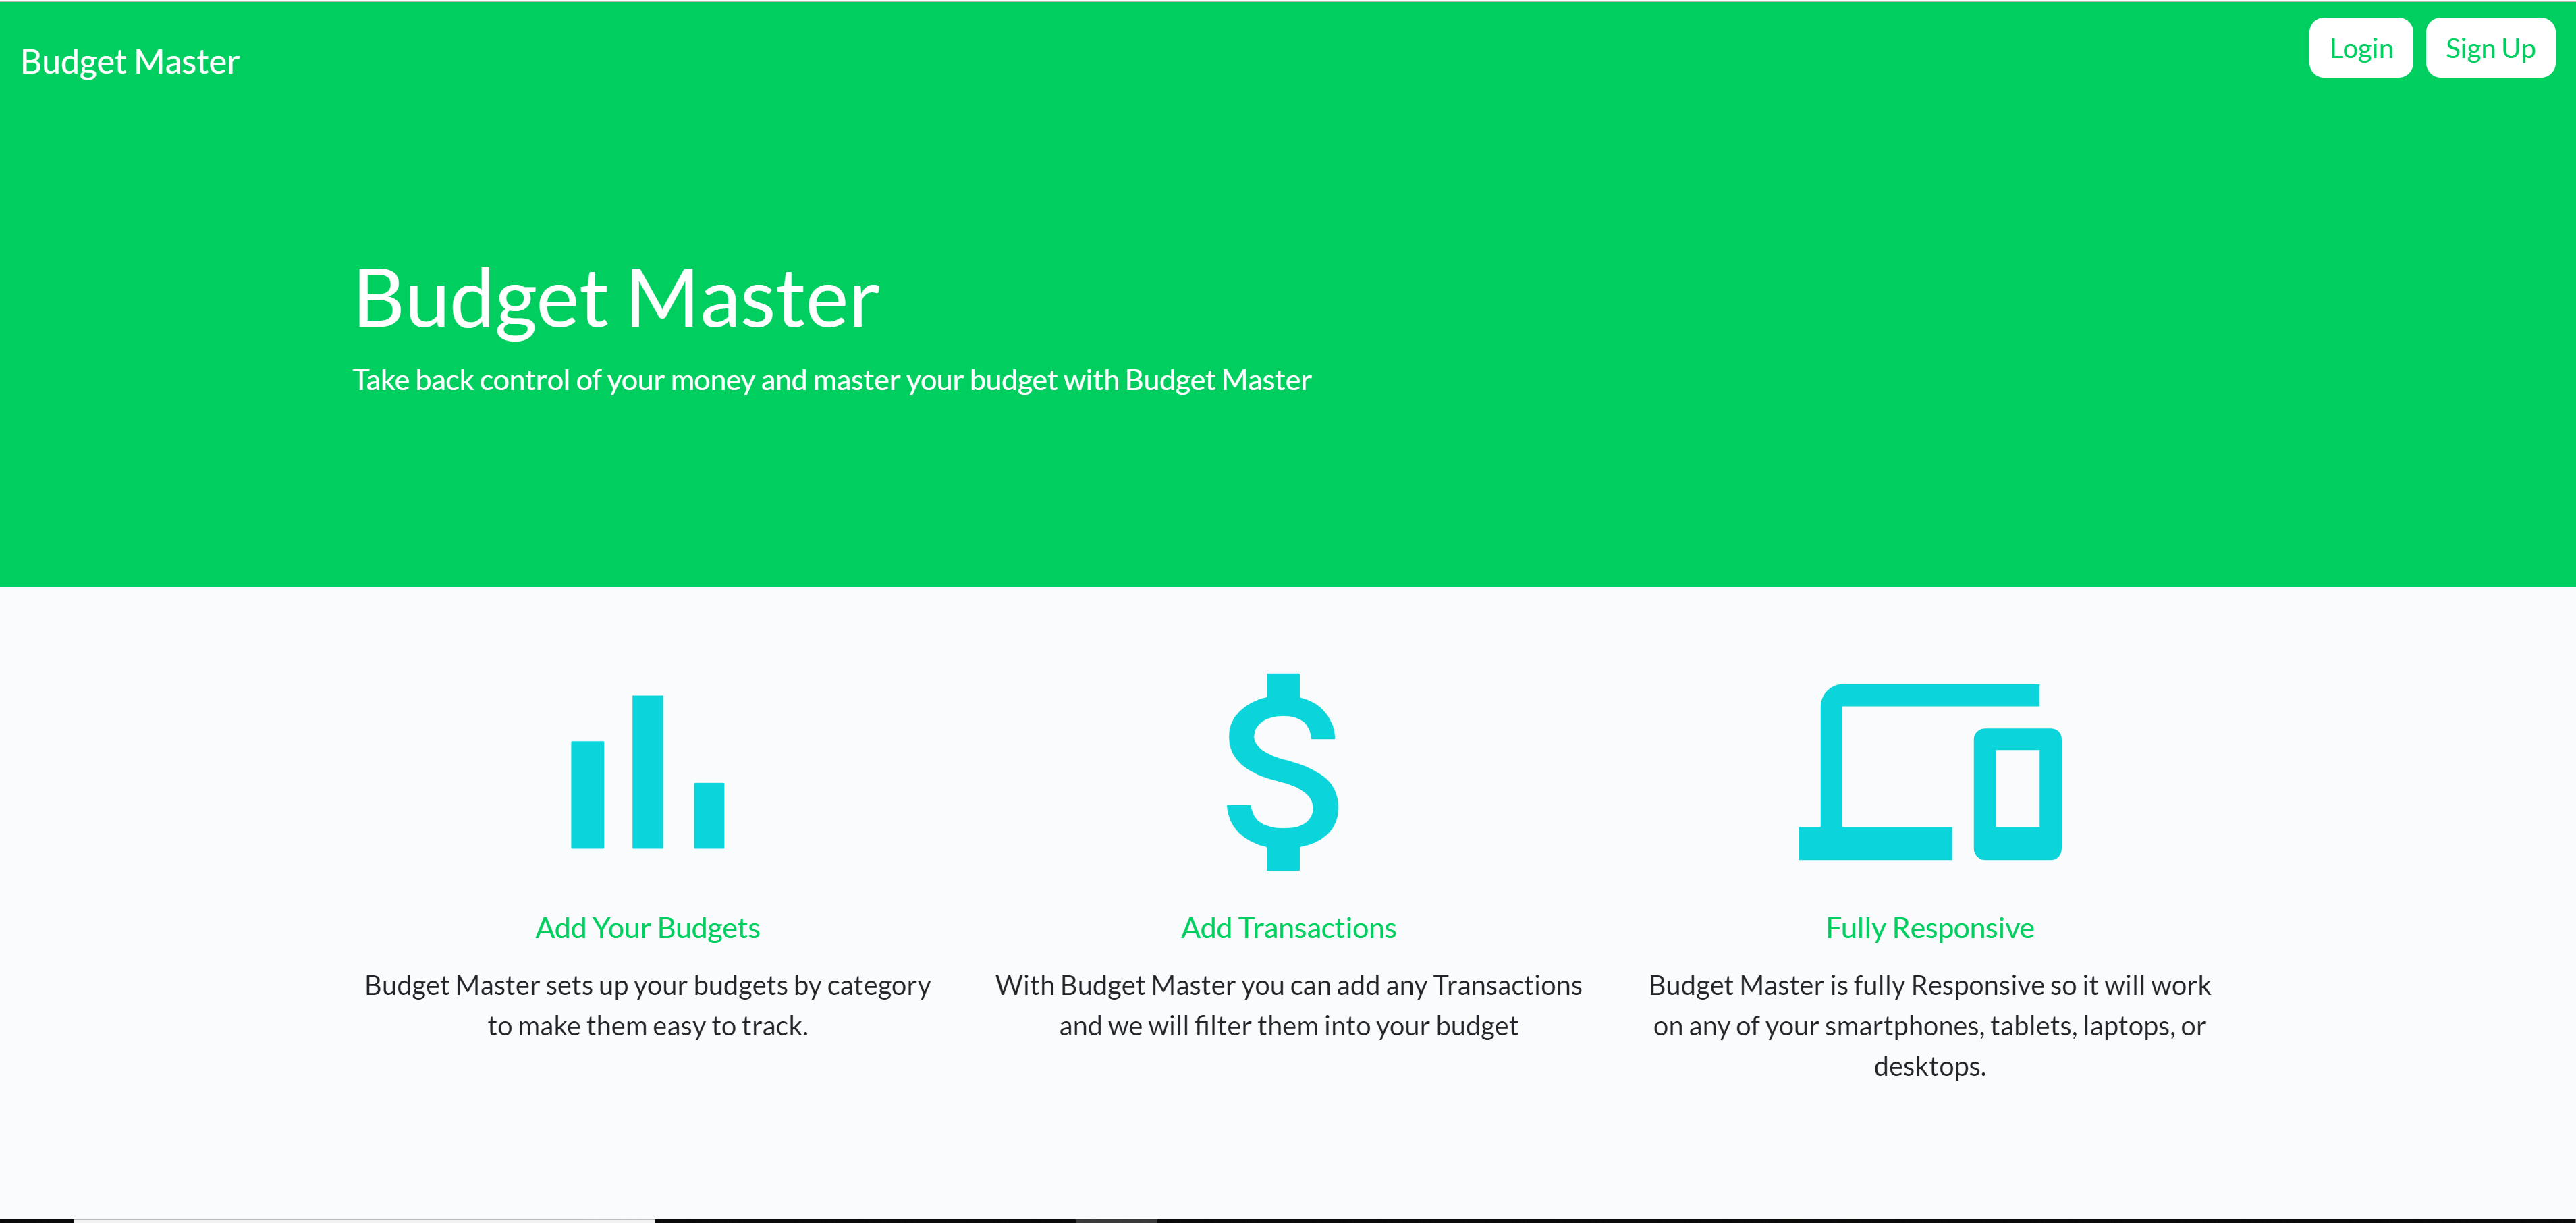 Budget Master
Login
Sign Up
Budget Master
Take back control of your money and master your budget with Budget Master
Add Your Budgets
Budget Master sets up your budgets by category
to make them easy to track.
Add Transactions
With Budget Master you can add any Transactions
and we will filter them into your budget
Fully Responsive
Budget Master is fully Responsive so it will work
on any of your smartphones, tablets, laptops, or
desktops.